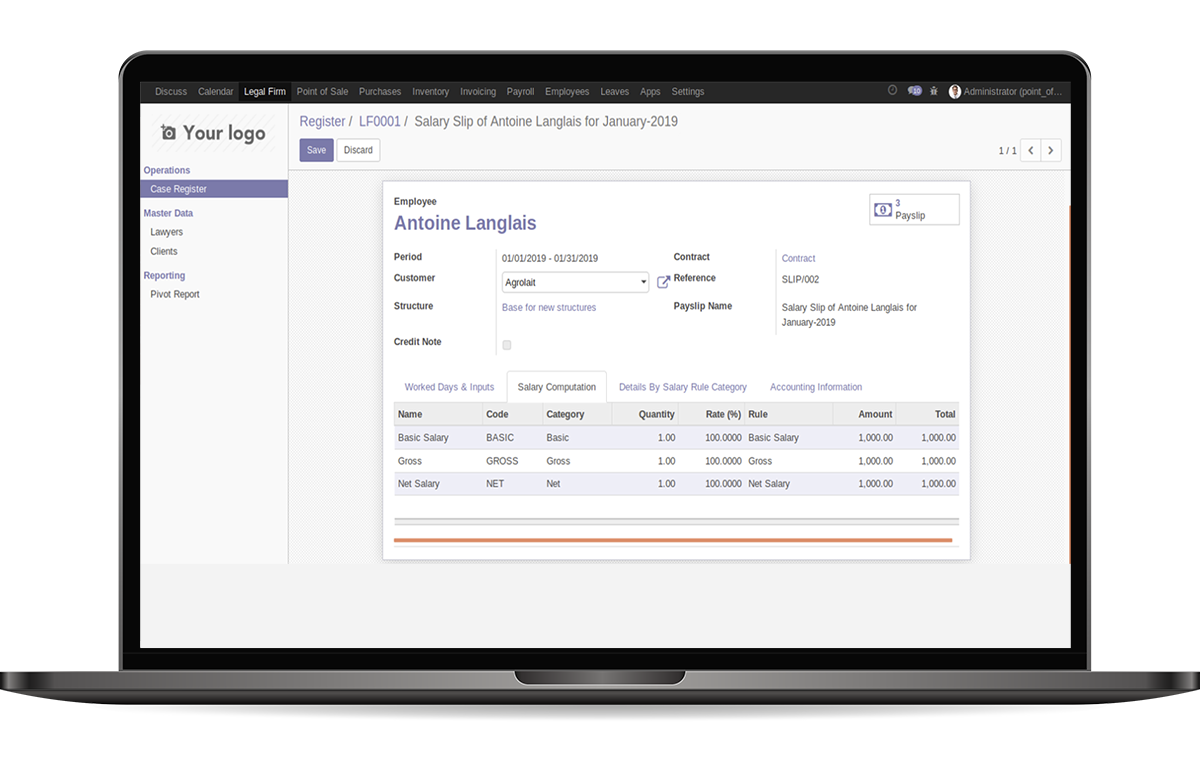 Discuss Calendar Legal Firm Point of Sale Purchases Inventory Invoicing Payroll Employees Leaves Apps Settings 10 Administrator (point_of...
Your logo
Register / LF0001 / Salary Slip of Antoine Langlais for January-2019
Save Discard
1 / 1
Operations
Case Register
Master Data
Lawyers
Clients
Reporting
Pivot Report
Employee
Antoine Langlais
3
Payslip
Period 01/01/2019 - 01/31/2019 Contract Contract
Customer Agrolait Reference SLIP/002
Structure Base for new structures Payslip Name Salary Slip of Antoine Langlais for
January-2019
Credit Note
Worked Days & Inputs Salary Computation Details By Salary Rule Category Accounting Information
Name Code Category Quantity Rate (%) Rule Amount Total
Basic Salary BASIC Basic 1.00 100.0000 Basic Salary 1,000.00 1,000.00
Gross GROSS Gross 1.00 100.0000 Gross 1,000.00 1,000.00
Net Salary NET Net 1.00 100.0000 Net Salary 1,000.00 1,000.00